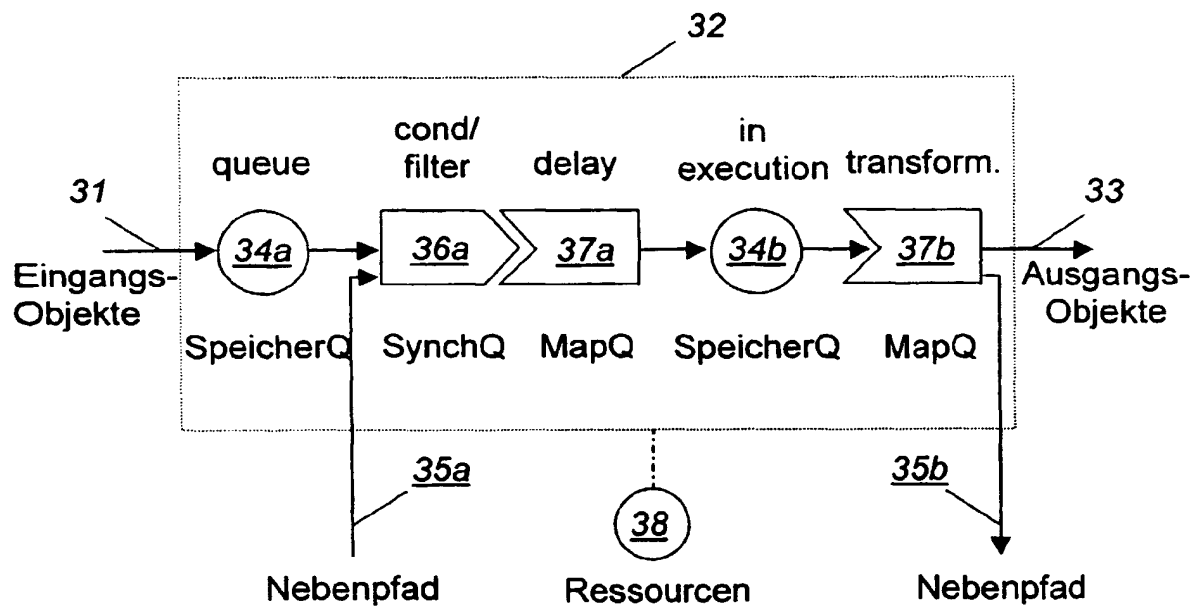 32
cond/
filter
in
queue
delay
execution
transform.
31
33
34a
36a
37a
34b
37b
Eingangs-
Objekte
Ausgangs-
Objekte
SpeicherQ
SynchQ
MapQ
SpeicherQ
MapQ
35a
35b
38
Nebenpfad
Ressourcen
Nebenpfad